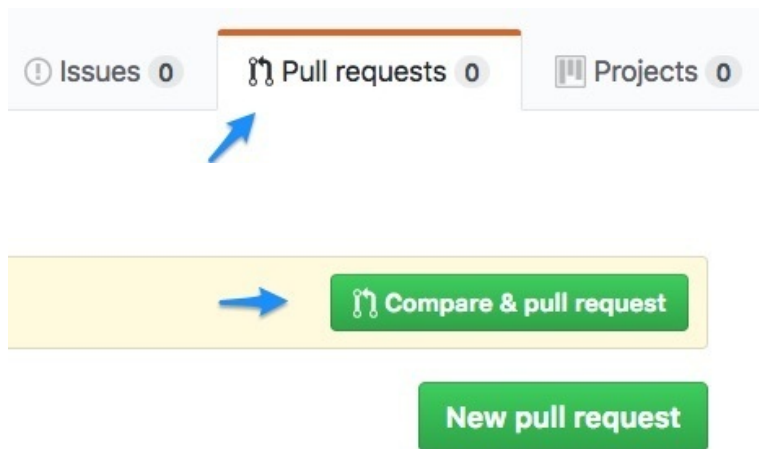 Issues 0 Pull requests 0 Projects 0
Compare & pull request
New pull request